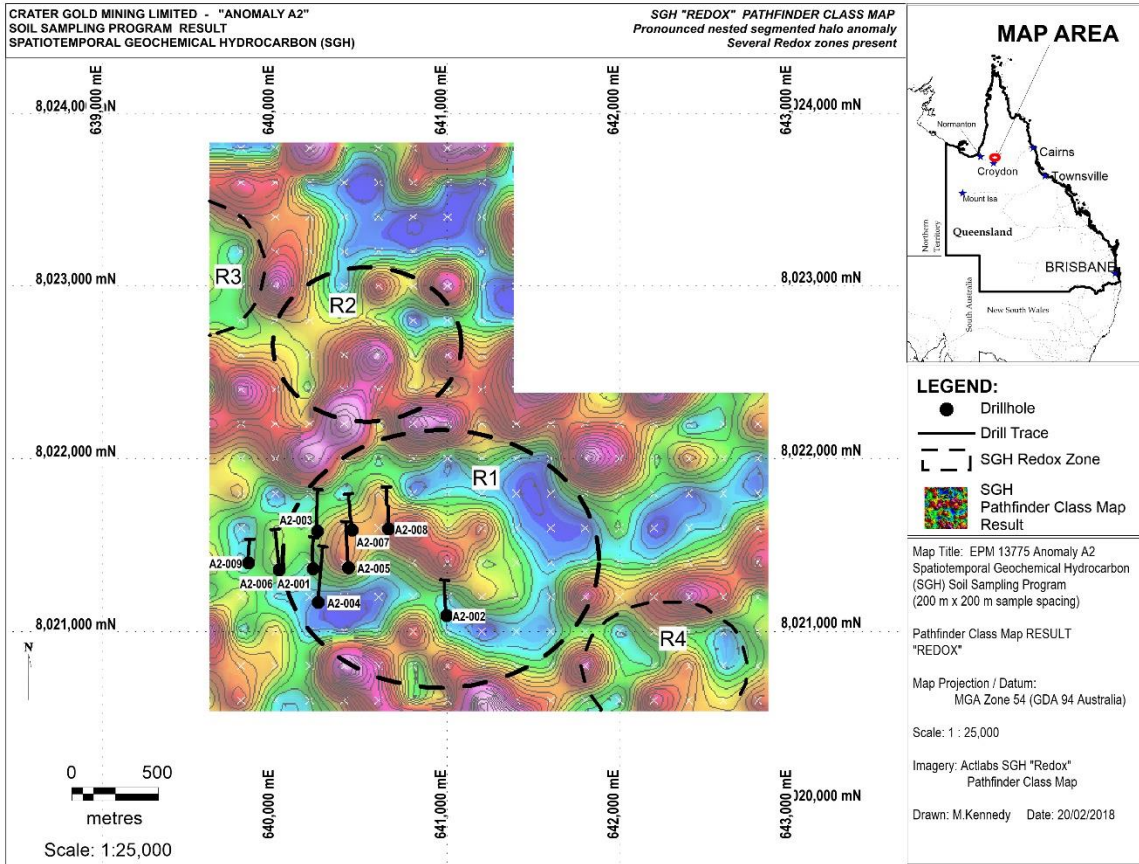 CRATER GOLD MINING LIMITED - "ANOMALY A2"
SOIL SAMPLING PROGRAM RESULT
SPATIOTEMPORAL GEOCHEMICAL HYDROCARBON (SGH)
SGH "REDOX" PATHFINDER CLASS MAP
Pronounced nested segmented halo anomaly
Several Redox zones present
639,000 mE
640,000 mE
641,000 mE
642,000 mE
643,000 mE
8,024,000 mN
024,000 mN
8,023,000 mN
8,023,000 mN
8,022,000 mN
8,022,000 mN
8,021,000 mN
8,021,000 mN
020,000 mN
R3
R2
R1
R4
A2-003
A2-008
A2-007
A2-009
A2-006
A2-001
A2-005
A2-004
A2-002
N
0 500
metres
Scale: 1:25,000
640,000 mE
641,000 mE
642,000 mE
643,000 mE
MAP AREA
Normanton
Croydon
Cairns
Townsville
Mount Isa
Northern
Territory
Queensland
BRISBANE
South Australia
New South Wales
LEGEND:
Drillhole
Drill Trace
SGH Redox Zone
SGH
Pathfinder Class Map
Result
Map Title: EPM 13775 Anomaly A2
Spatiotemporal Geochemical Hydrocarbon
(SGH) Soil Sampling Program
(200 m x 200 m sample spacing)
Pathfinder Class Map RESULT
"REDOX"
Map Projection / Datum:
MGA Zone 54 (GDA 94 Australia)
Scale: 1 : 25,000
Imagery: Actlabs SGH "Redox"
Pathfinder Class Map
Drawn: M.Kennedy Date: 20/02/2018